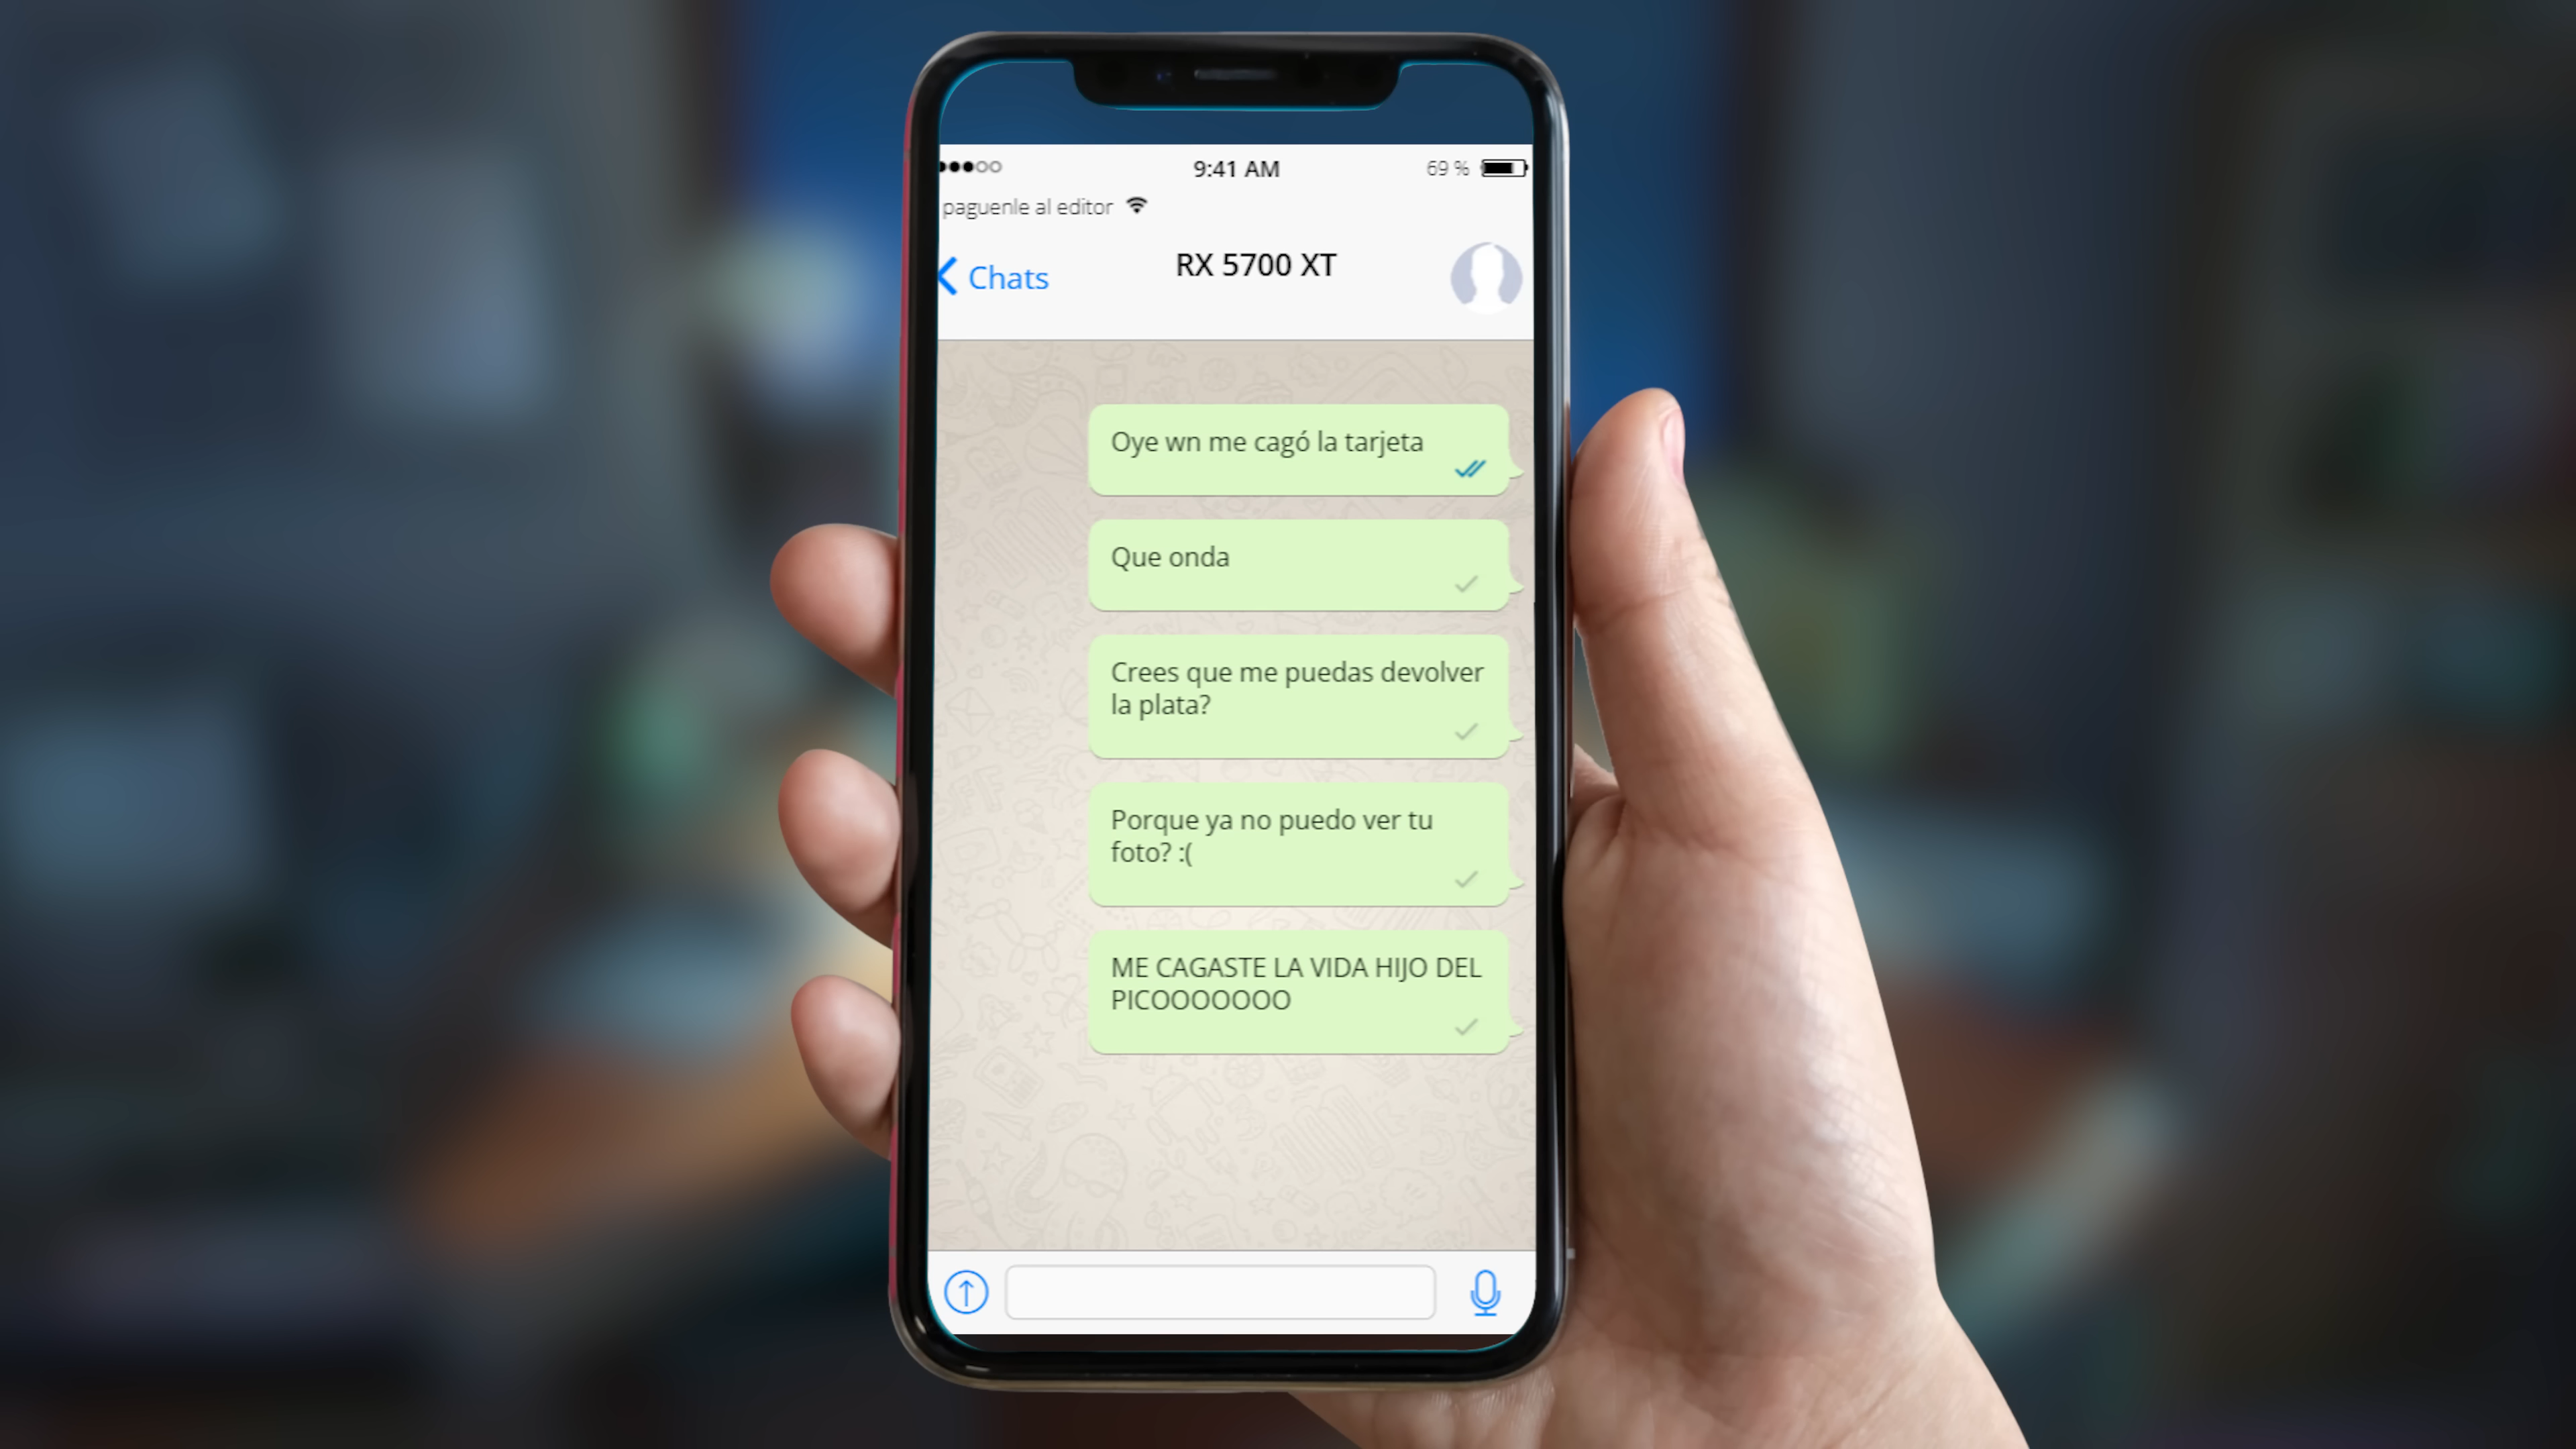 9:41 AM
69 %
paguenle al editor
Chats
RX 5700 XT
Oye wn me cagó la tarjeta
Que onda
Crees que me puedas devolver
la plata?
Porque ya no puedo ver tu
foto? :(
ME CAGASTE LA VIDA HIJO DEL
PICOOOOOOO